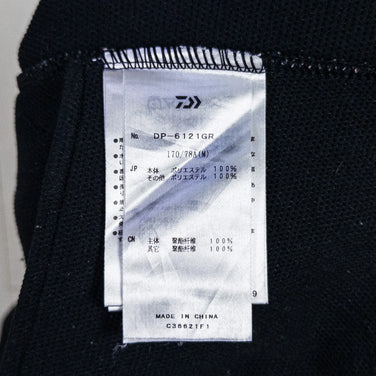 No. DP-6121GR
170/78A(M)
JP 本体 ポリエステル 100%
その他 ポリエステル 100%
CN 主体 聚酯纤维 100%
其它 聚酯纤维 100%
9
MADE IN CHINA
C36621F1